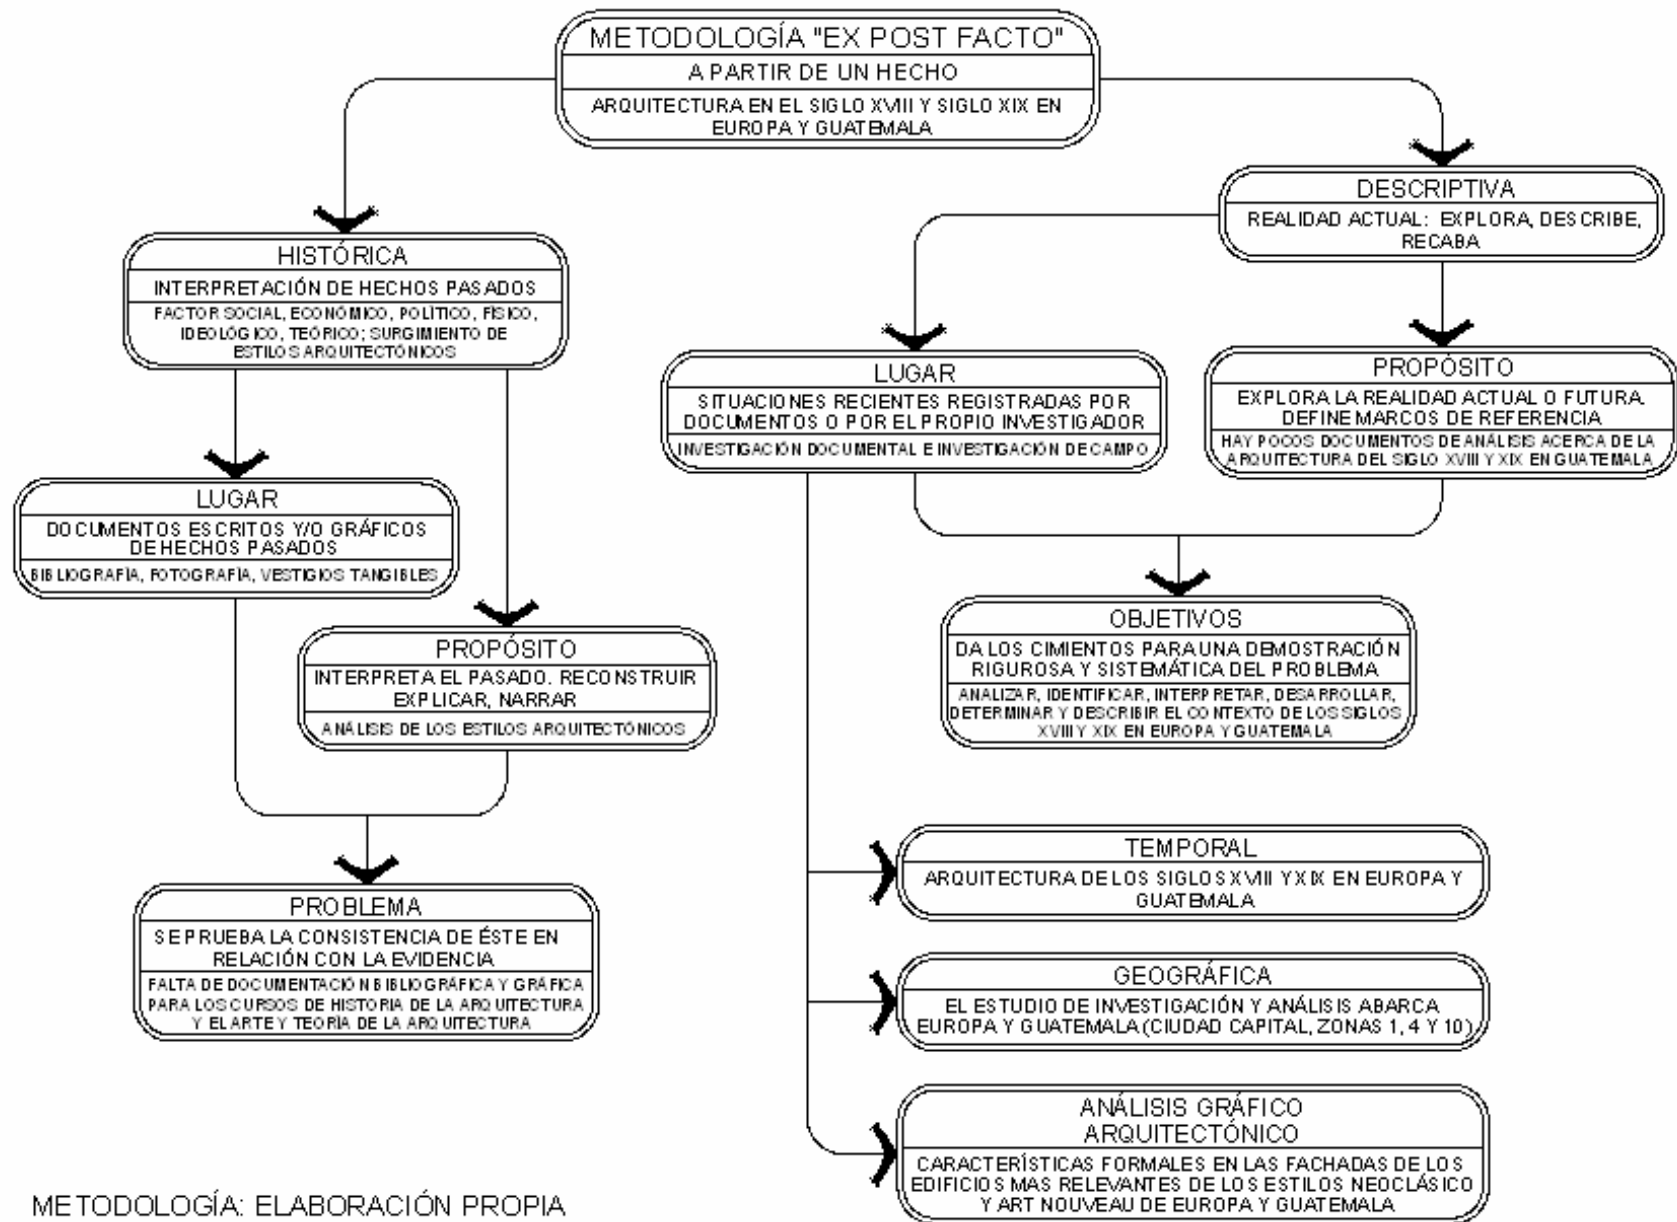 METODOLOGÍA "EX POST FACTO"
A PARTIR DE UN HECHO
ARQUITECTURA EN EL SIGLO XVIII Y SIGLO XIX EN
EUROPA Y GUATEMALA
HISTÓRICA
INTERPRETACIÓN DE HECHOS PASADOS
FACTOR SOCIAL, ECONÓMICO, POLÍTICO, FÍSICO,
IDEOLÓGICO, TEÓRICO; SURGIMIENTO DE
ESTILOS ARQUITECTÓNICOS
LUGAR
DOCUMENTOS ESCRITOS Y/O GRÁFICOS
DE HECHOS PASADOS
BIBLIOGRAFÍA, FOTOGRAFÍA, VESTIGIOS TANGIBLES
PROPÓSITO
INTERPRETA EL PASADO. RECONSTRUIR
EXPLICAR, NARRAR
ANÁLISIS DE LOS ESTILOS ARQUITECTÓNICOS
PROBLEMA
SE PRUEBA LA CONSISTENCIA DE ÉSTE EN
RELACIÓN CON LA EVIDENCIA
FALTA DE DOCUMENTACIÓN BIBLIOGRÁFICA Y GRÁFICA
PARA LOS CURSOS DE HISTORIA DE LA ARQUITECTURA
Y EL ARTE Y TEORÍA DE LA ARQUITECTURA
DESCRIPTIVA
REALIDAD ACTUAL: EXPLORA, DESCRIBE,
RECABA
LUGAR
SITUACIONES RECIENTES REGISTRADAS POR
DOCUMENTOS O POR EL PROPIO INVESTIGADOR
INVESTIGACIÓN DOCUMENTAL E INVESTIGACIÓN DE CAMPO
PROPÓSITO
EXPLORA LA REALIDAD ACTUAL O FUTURA.
DEFINE MARCOS DE REFERENCIA
HAY POCOS DOCUMENTOS DE ANÁLISIS ACERCA DE LA
ARQUITECTURA DEL SIGLO XVIII Y XIX EN GUATEMALA
OBJETIVOS
DA LOS CIMIENTOS PARA UNA DEMOSTRACIÓN
RIGUROSA Y SISTEMÁTICA DEL PROBLEMA
ANALIZAR, IDENTIFICAR, INTERPRETAR, DESARROLLAR,
DETERMINAR Y DESCRIBIR EL CONTEXTO DE LOS SIGLOS
XVIII Y XIX EN EUROPA Y GUATEMALA
TEMPORAL
ARQUITECTURA DE LOS SIGLOS XVIII Y XIX EN EUROPA Y
GUATEMALA
GEOGRÁFICA
EL ESTUDIO DE INVESTIGACIÓN Y ANÁLISIS ABARCA
EUROPA Y GUATEMALA (CIUDAD CAPITAL, ZONAS 1, 4 Y 10)
ANÁLISIS GRÁFICO
ARQUITECTÓNICO
CARACTERÍSTICAS FORMALES EN LAS FACHADAS DE LOS
EDIFICIOS MAS RELEVANTES DE LOS ESTILOS NEOCLÁSICO
Y ART NOUVEAU DE EUROPA Y GUATEMALA
METODOLOGÍA: ELABORACIÓN PROPIA